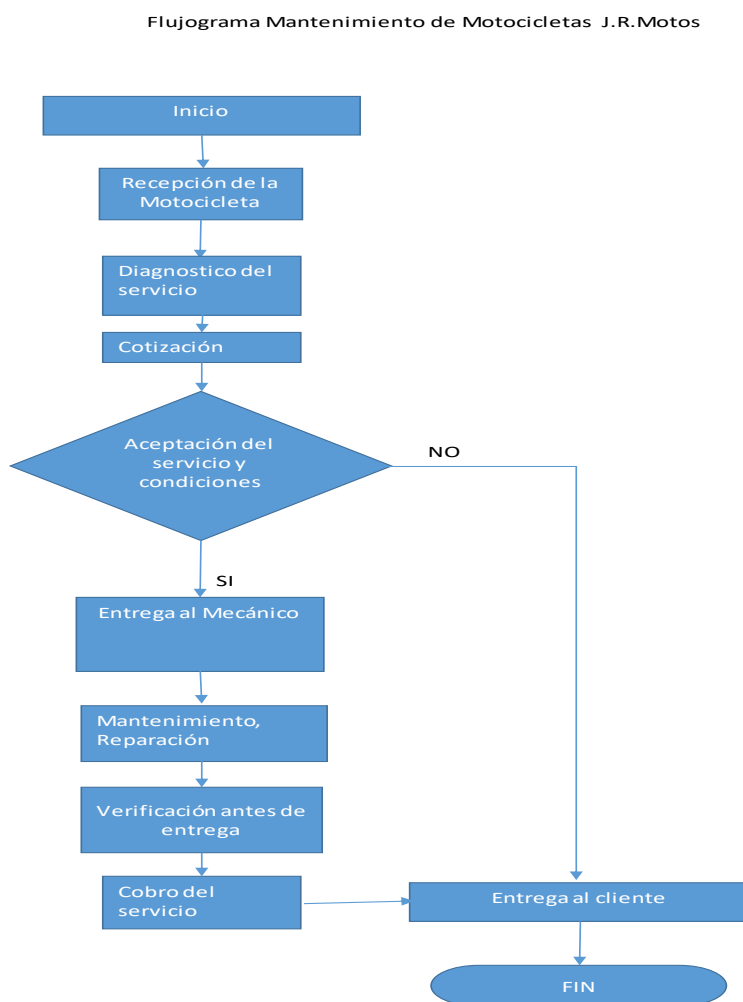 Flujograma Mantenimiento de Motocicletas J.R.Motos
Inicio
Recepción de la
Motocicleta
Diagnostico del
servicio
Cotización
Aceptación del
servicio y
condiciones
NO
SI
Entrega al Mecánico
Mantenimiento,
Reparación
Verificación antes de
entrega
Cobro del
servicio
Entrega al cliente
FIN